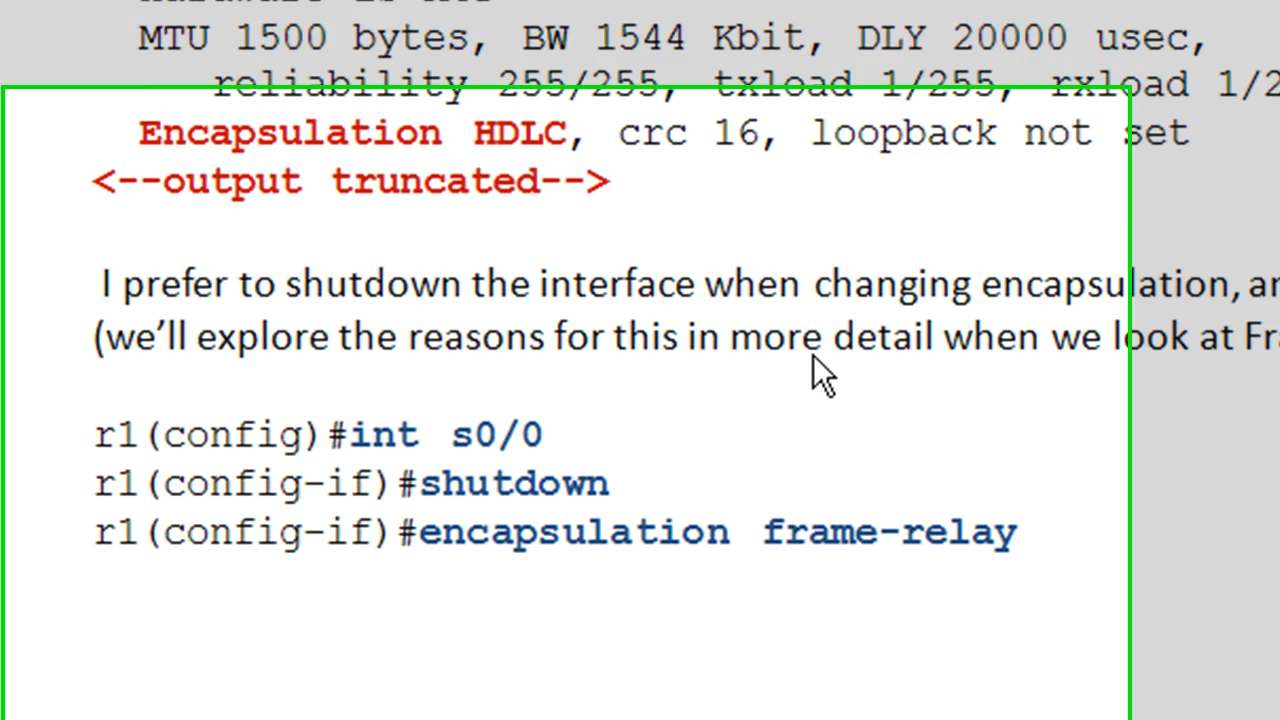 MTU 1500 bytes, BW 1544 Kbit, DLY 20000 usec,
reliability 255/255, txload 1/255, rxload 1/2
Encapsulation HDLC, crc 16, loopback not set
<--output truncated-->
I prefer to shutdown the interface when changing encapsulation, an
(we’ll explore the reasons for this in more detail when we look at Fra
r1(config)#int s0/0
r1(config-if)#shutdown
r1(config-if)#encapsulation frame-relay